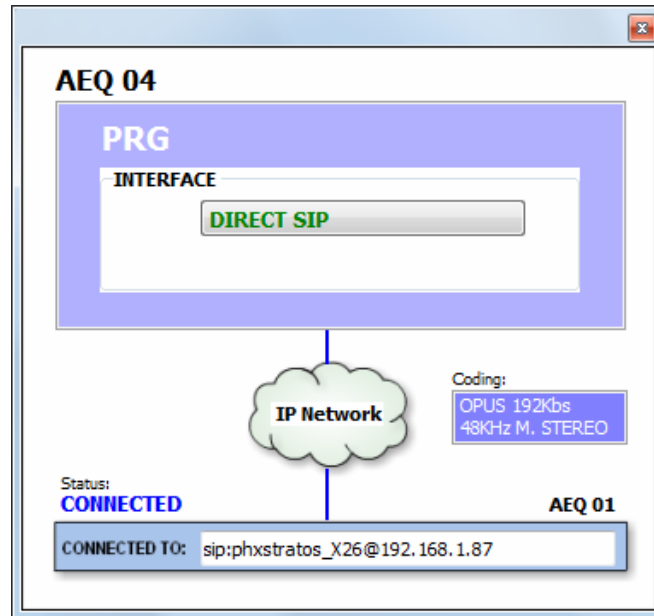 AEQ 04
PRG
INTERFACE
DIRECT SIP
IP Network
Coding:
OPUS 192Kbs
48KHz M. STEREO
Status:
CONNECTED
AEQ 01
CONNECTED TO: sip:phxstratos_X26@192.168.1.87